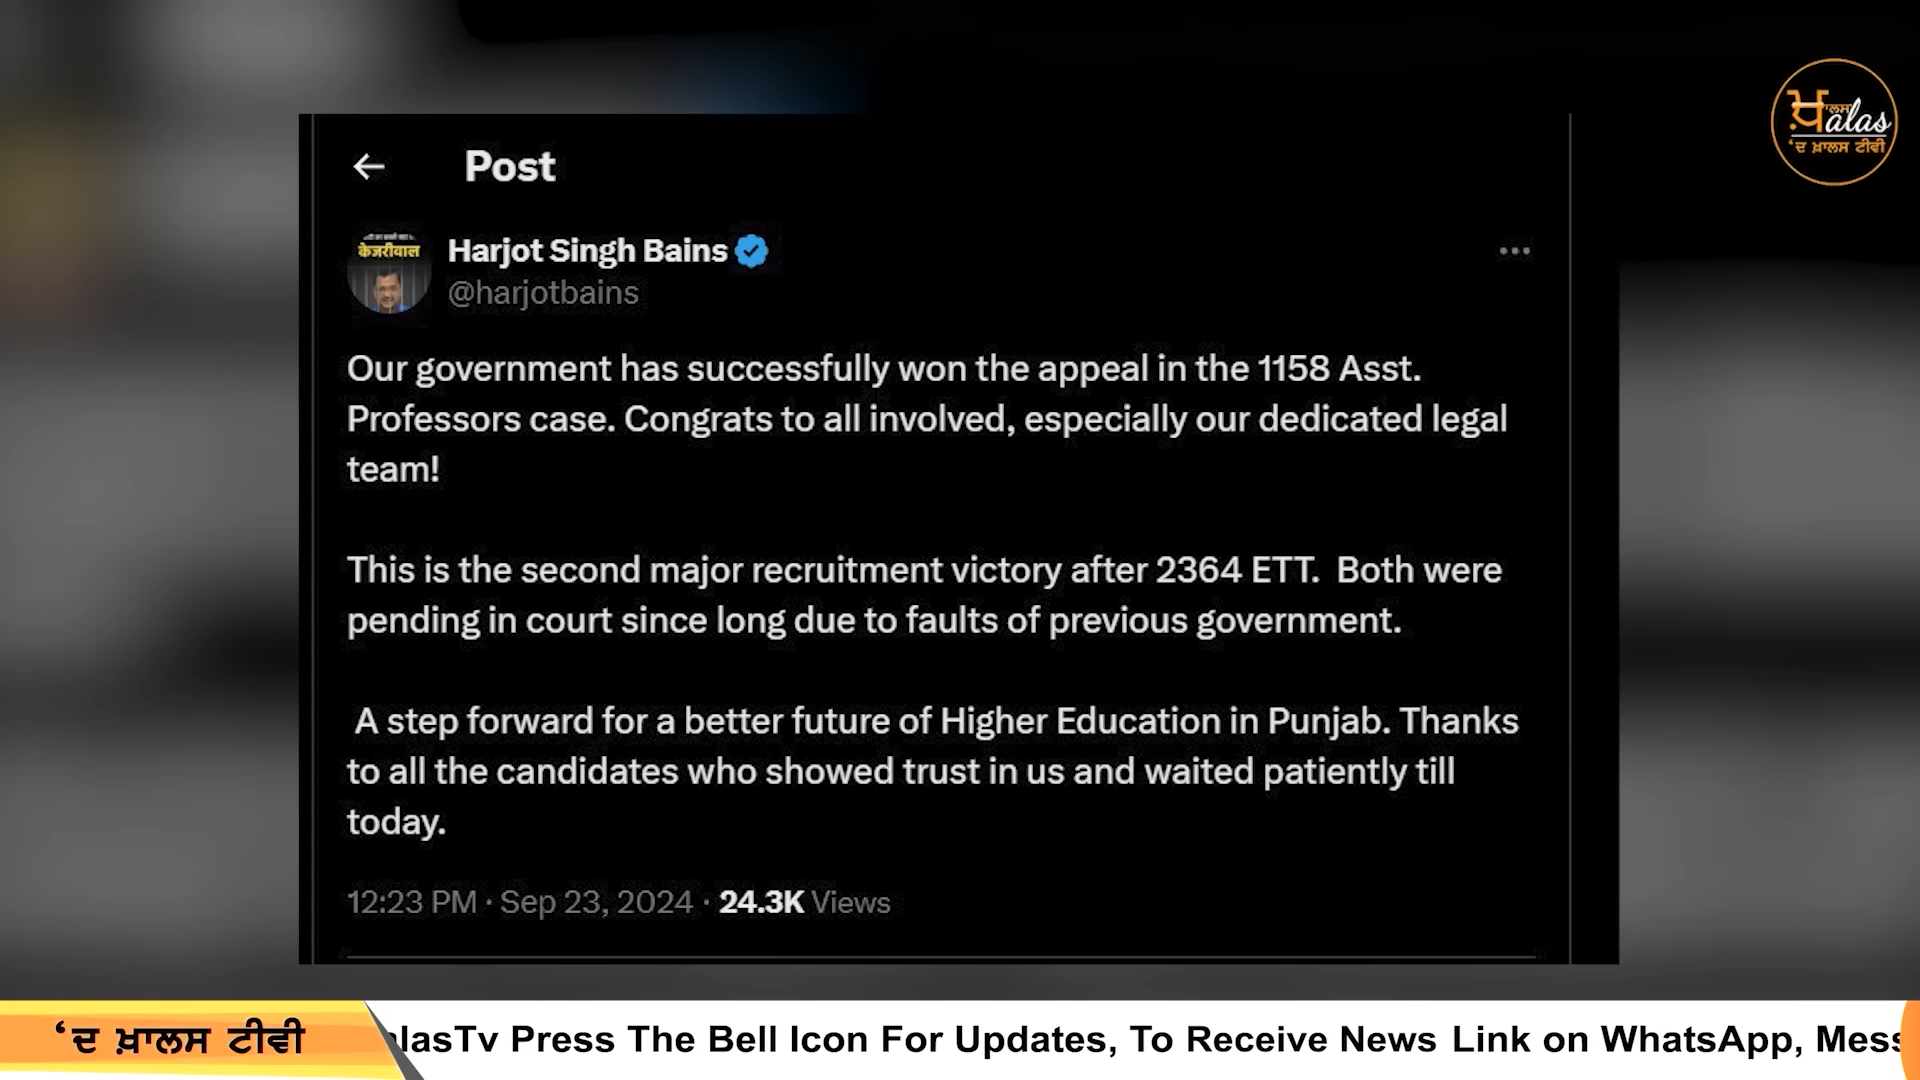 ਖ਼ਾਲਸ
alas
'ਦ ਖ਼ਾਲਸ ਟੀਵੀ
Post
केजरीवाल
Harjot Singh Bains
@harjotbains
Our government has successfully won the appeal in the 1158 Asst.
Professors case. Congrats to all involved, especially our dedicated legal
team!
This is the second major recruitment victory after 2364 ETT.  Both were
pending in court since long due to faults of previous government.
A step forward for a better future of Higher Education in Punjab. Thanks
to all the candidates who showed trust in us and waited patiently till
today.
12:23 PM · Sep 23, 2024 · 24.3K Views
'ਦ ਖ਼ਾਲਸ ਟੀਵੀ
alasTv Press The Bell Icon For Updates, To Receive News Link on WhatsApp, Mess